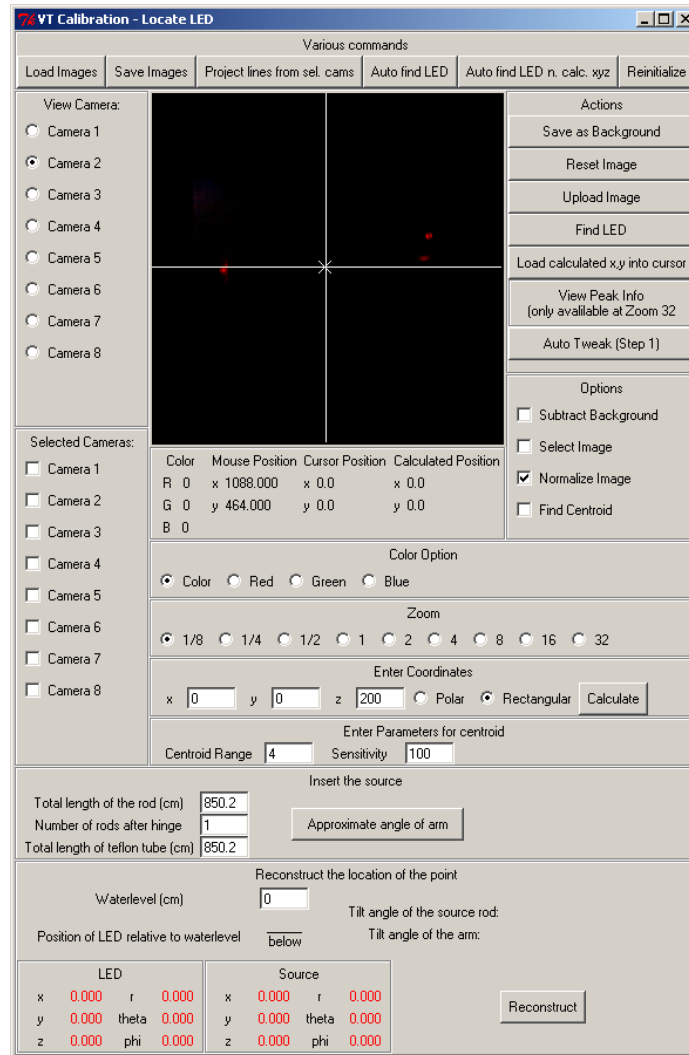 VT Calibration - Locate LED
Various commands
Load Images Save Images Project lines from sel. cams Auto find LED Auto find LED n. calc. xyz Reinitialize
View Camera:
Camera 1
Camera 2
Camera 3
Camera 4
Camera 5
Camera 6
Camera 7
Camera 8
Actions
Save as Background
Reset Image
Upload Image
Find LED
Load calculated x,y into cursor
View Peak Info
(only avalilable at Zoom 32
Auto Tweak (Step 1)
Options
Subtract Background
Select Image
Normalize Image
Find Centroid
Selected Cameras:
Camera 1
Camera 2
Camera 3
Camera 4
Camera 5
Camera 6
Camera 7
Camera 8
Color Mouse Position Cursor Position Calculated Position
R 0 x 1088.000 x 0.0 x 0.0
G 0 y 464.000 y 0.0 y 0.0
B 0
Color Option
Color Red Green Blue
Zoom
1/8 1/4 1/2 1 2 4 8 16 32
Enter Coordinates
x 0 y 0 z 200 Polar Rectangular Calculate
Enter Parameters for centroid
Centroid Range 4 Sensitivity 100
Insert the source
Total length of the rod (cm) 850.2
Number of rods after hinge 1
Approximate angle of arm
Total length of teflon tube (cm) 850.2
Reconstruct the location of the point
Waterlevel (cm) 0
Tilt angle of the source rod:
Position of LED relative to waterlevel below Tilt angle of the arm:
LED Source
x 0.000 r 0.000 x 0.000 r 0.000
y 0.000 theta 0.000 y 0.000 theta 0.000
z 0.000 phi 0.000 z 0.000 phi 0.000
Reconstruct